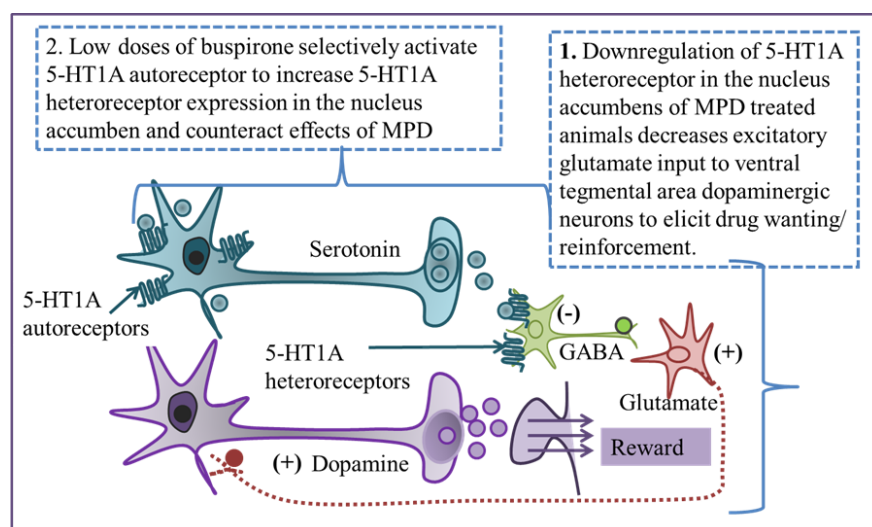 2. Low doses of buspirone selectively activate
5-HT1A autoreceptor to increase 5-HT1A
heteroreceptor expression in the nucleus
accumben and counteract effects of MPD
1. Downregulation of 5-HT1A
heteroreceptor in the nucleus
accumbens of MPD treated
animals decreases excitatory
glutamate input to ventral
tegmental area dopaminergic
neurons to elicit drug wanting/
reinforcement.
Serotonin
5-HT1A
autoreceptors
(-)
GABA
(+)
5-HT1A
heteroreceptors
Glutamate
(+) Dopamine
Reward